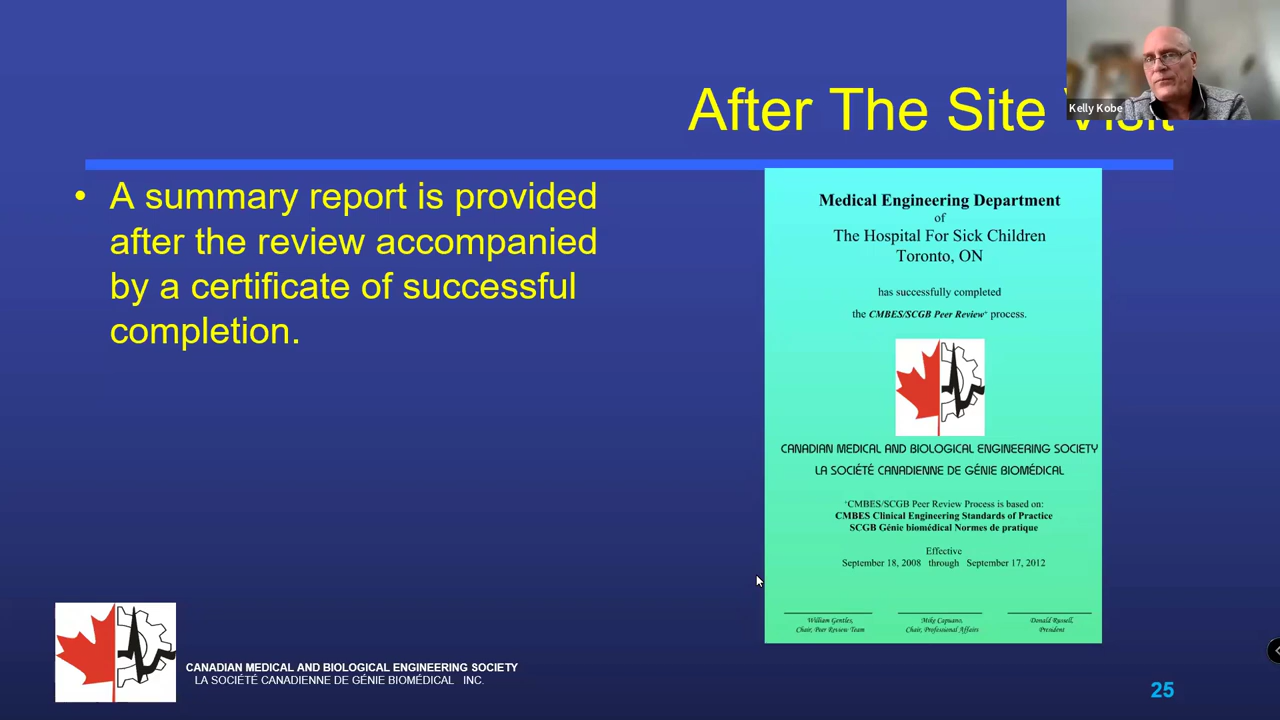 After The Site Visit
Kelly Kobe
• A summary report is provided
after the review accompanied
by a certificate of successful
completion.
Medical Engineering Department
of
The Hospital For Sick Children
Toronto, ON
has successfully completed
the CMBES/SCGB Peer Review+ process.
CANADIAN MEDICAL AND BIOLOGICAL ENGINEERING SOCIETY
LA SOCIÉTÉ CANADIENNE DE GÉNIE BIOMÉDICAL
+CMBES/SCGB Peer Review Process is based on:
CMBES Clinical Engineering Standards of Practice
SCGB Génie biomédical Normes de pratique
Effective
September 18, 2008 through September 17, 2012
William Gentles, Mike Capuano, Donald Russell,
Chair, Peer Review Team Chair, Professional Affairs President
CANADIAN MEDICAL AND BIOLOGICAL ENGINEERING SOCIETY
LA SOCIÉTÉ CANADIENNE DE GÉNIE BIOMÉDICAL INC.
25